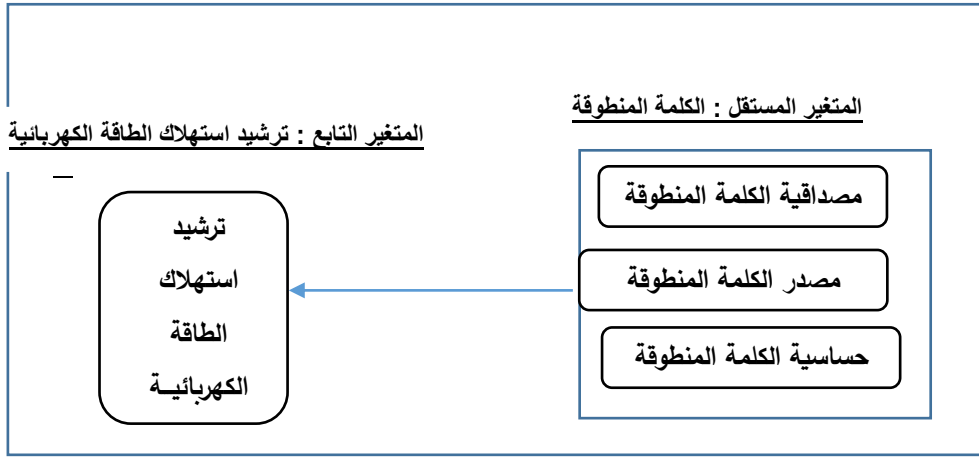 المتغير المستقل : الكلمة المنطوقة
المتغير التابع : ترشيد استهلاك الطاقة الكهربائية
مصداقية الكلمة المنطوقة
مصدر الكلمة المنطوقة
حساسية الكلمة المنطوقة
ترشيد
استهلاك
الطاقة
الكهربائيــة